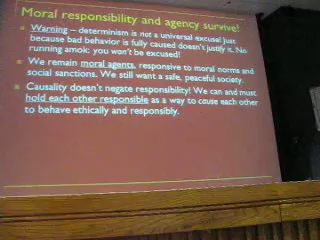 Moral responsibility and agency survive!
Warning – determinism is not a universal excuse! Just
because bad behavior is fully caused doesn't justify it. No
running amok: you won't be excused!
We remain moral agents, responsive to moral norms and
social sanctions. We still want a safe, peaceful society.
Causality doesn't negate responsibility! We can and must
hold each other responsible as a way to cause each other
to behave ethically and responsibly.